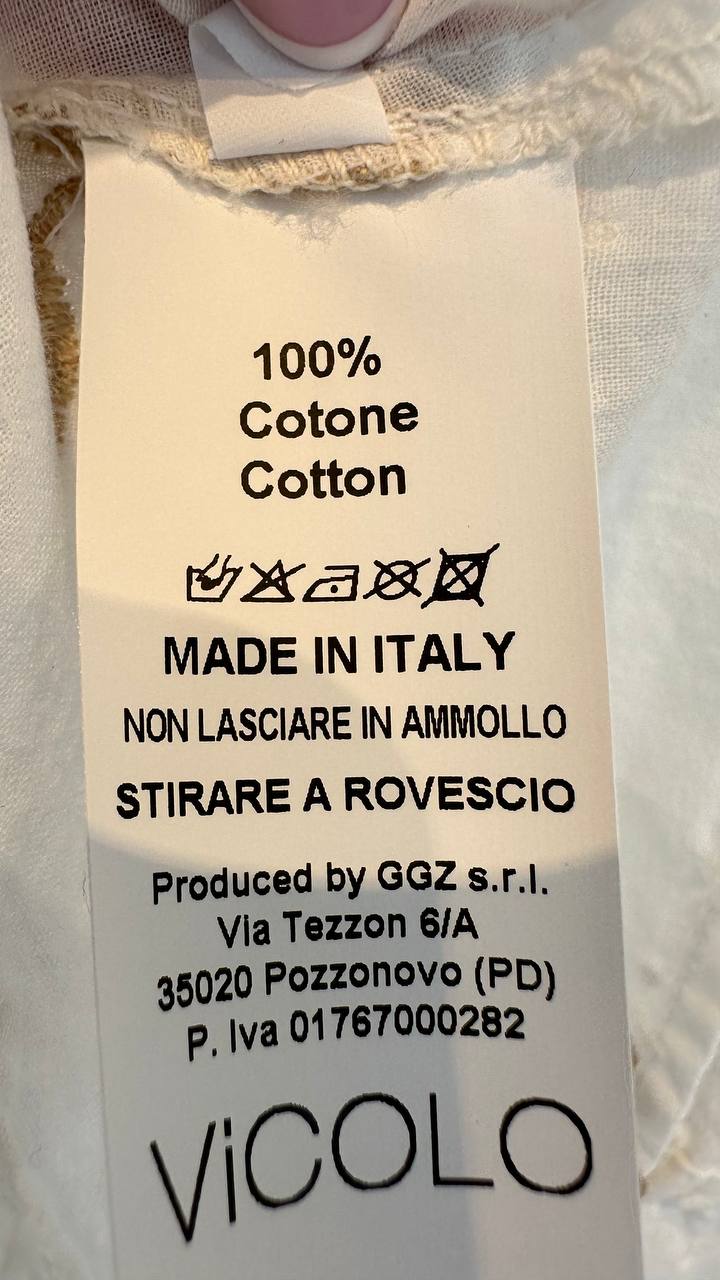 100%
Cotone
Cotton
MADE IN ITALY
NON LASCIARE IN AMMOLLO
STIRARE A ROVESCIO
Produced by GGZ s.r.l.
Via Tezzon 6/A
35020 Pozzonovo (PD)
P. Iva 01767000282
ViCOLO